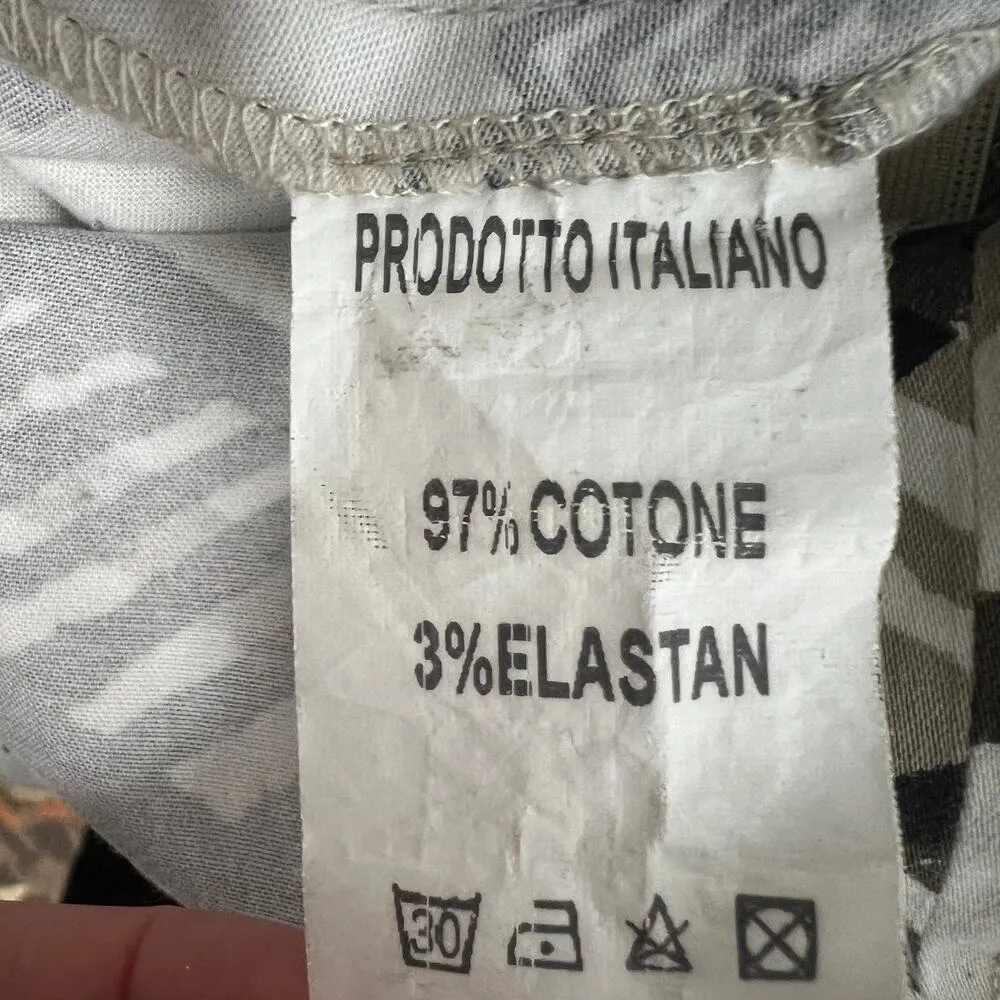 PRODOTTO ITALIANO
97% COTONE
3% ELASTAN
30